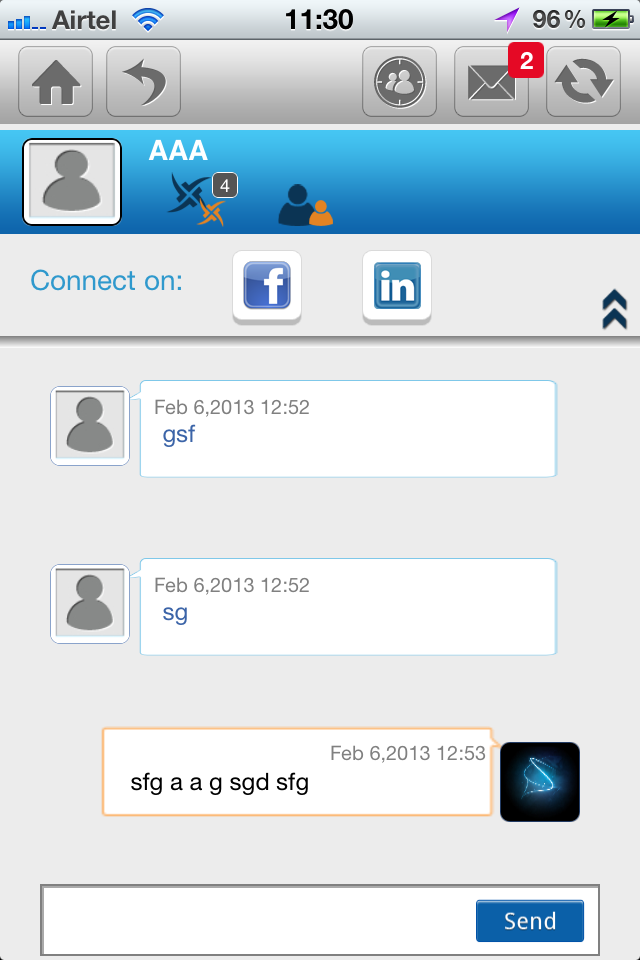 Airtel 11:30 96%
2
AAA
4
Connect on: f in
Feb 6,2013 12:52
gsf
Feb 6,2013 12:52
sg
Feb 6,2013 12:53
sfg a a g sgd sfg
Send